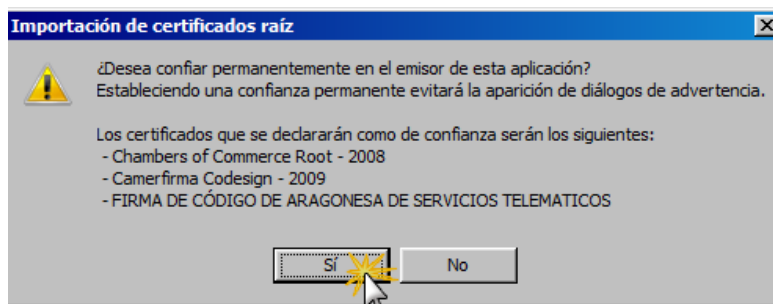 Importación de certificados raíz
¿Desea confiar permanentemente en el emisor de esta aplicación?
Estableciendo una confianza permanente evitará la aparición de diálogos de advertencia.
Los certificados que se declararán como de confianza serán los siguientes:
- Chambers of Commerce Root - 2008
- Camerfirma Codesign - 2009
- FIRMA DE CÓDIGO DE ARAGONESA DE SERVICIOS TELEMATICOS
Sí No